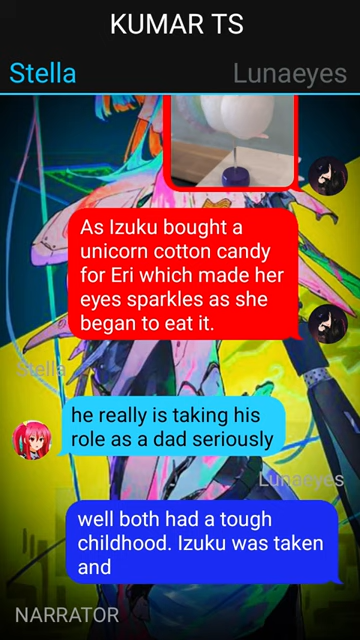 KUMAR TS
Stella Lunaeyes
As Izuku bought a
unicorn cotton candy
for Eri which made her
eyes sparkles as she
began to eat it.
Stella
he really is taking his
role as a dad seriously
Lunaeyes
well both had a tough
childhood. Izuku was taken
and
NARRATOR